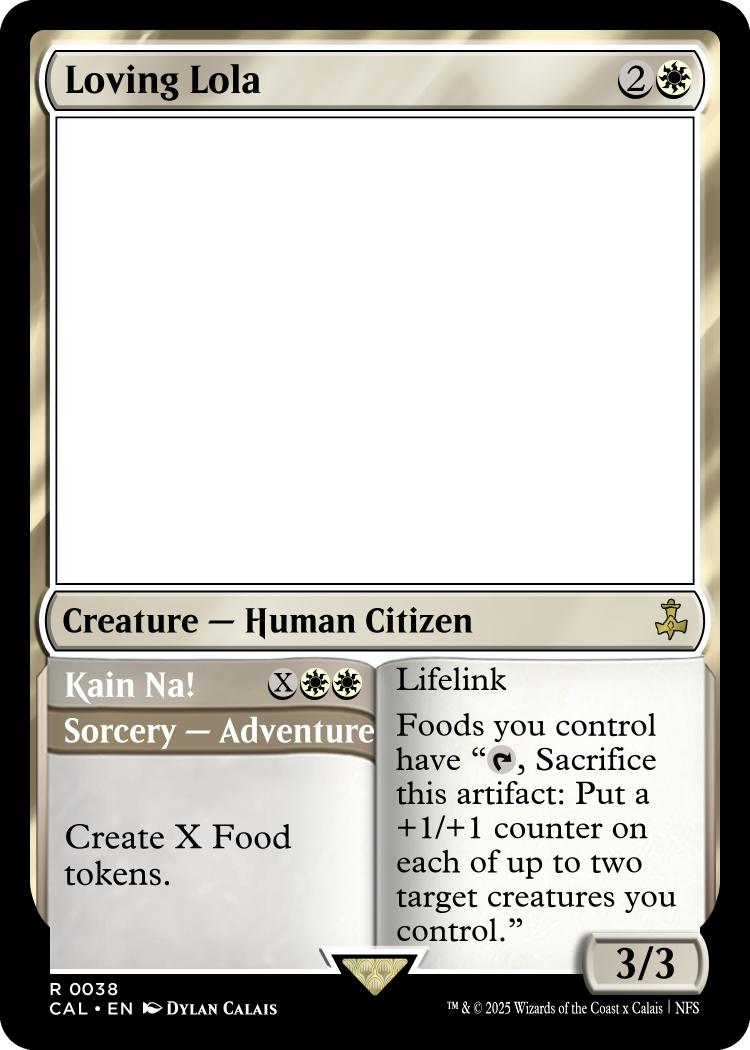 Loving Lola 2
Creature — Human Citizen
Kain Na! X
Sorcery — Adventure
Create X Food
tokens.
Lifelink
Foods you control
have “, Sacrifice
this artifact: Put a
+1/+1 counter on
each of up to two
target creatures you
control.”
3/3
R 0038
CAL • EN DYLAN CALAIS
™ & © 2025 Wizards of the Coast x Calais | NFS